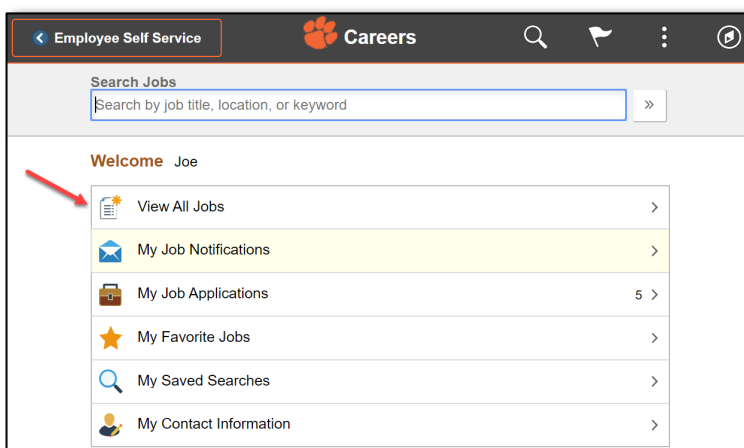 Employee Self Service
Careers
Search Jobs
Search by job title, location, or keyword
Welcome Joe
View All Jobs
My Job Notifications
My Job Applications 5
My Favorite Jobs
My Saved Searches
My Contact Information